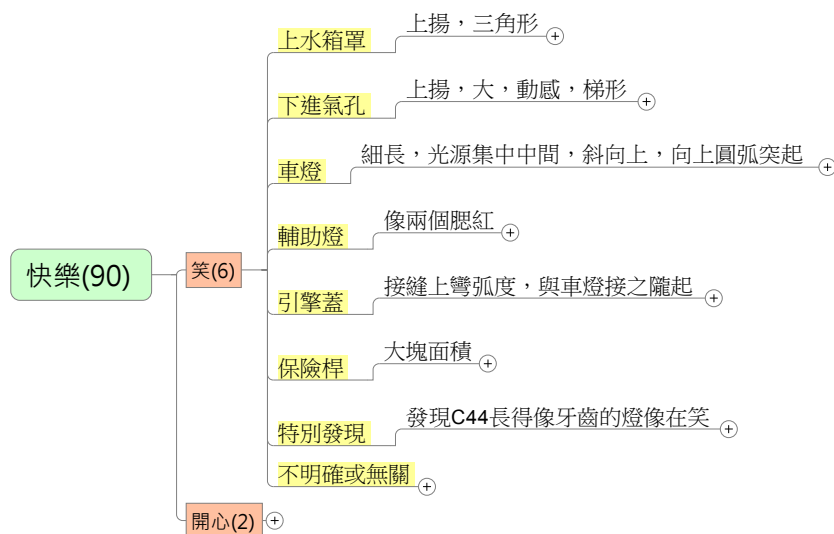 上水箱罩
上揚，三角形
下進氣孔
上揚，大，動感，梯形
車燈
細長，光源集中中間，斜向上，向上圓弧突起
輔助燈
像兩個腮紅
快樂(90)
笑(6)
引擎蓋
接縫上彎弧度，與車燈接之隴起
保險桿
大塊面積
特別發現
發現C44長得像牙齒的燈像在笑
不明確或無關
開心(2)